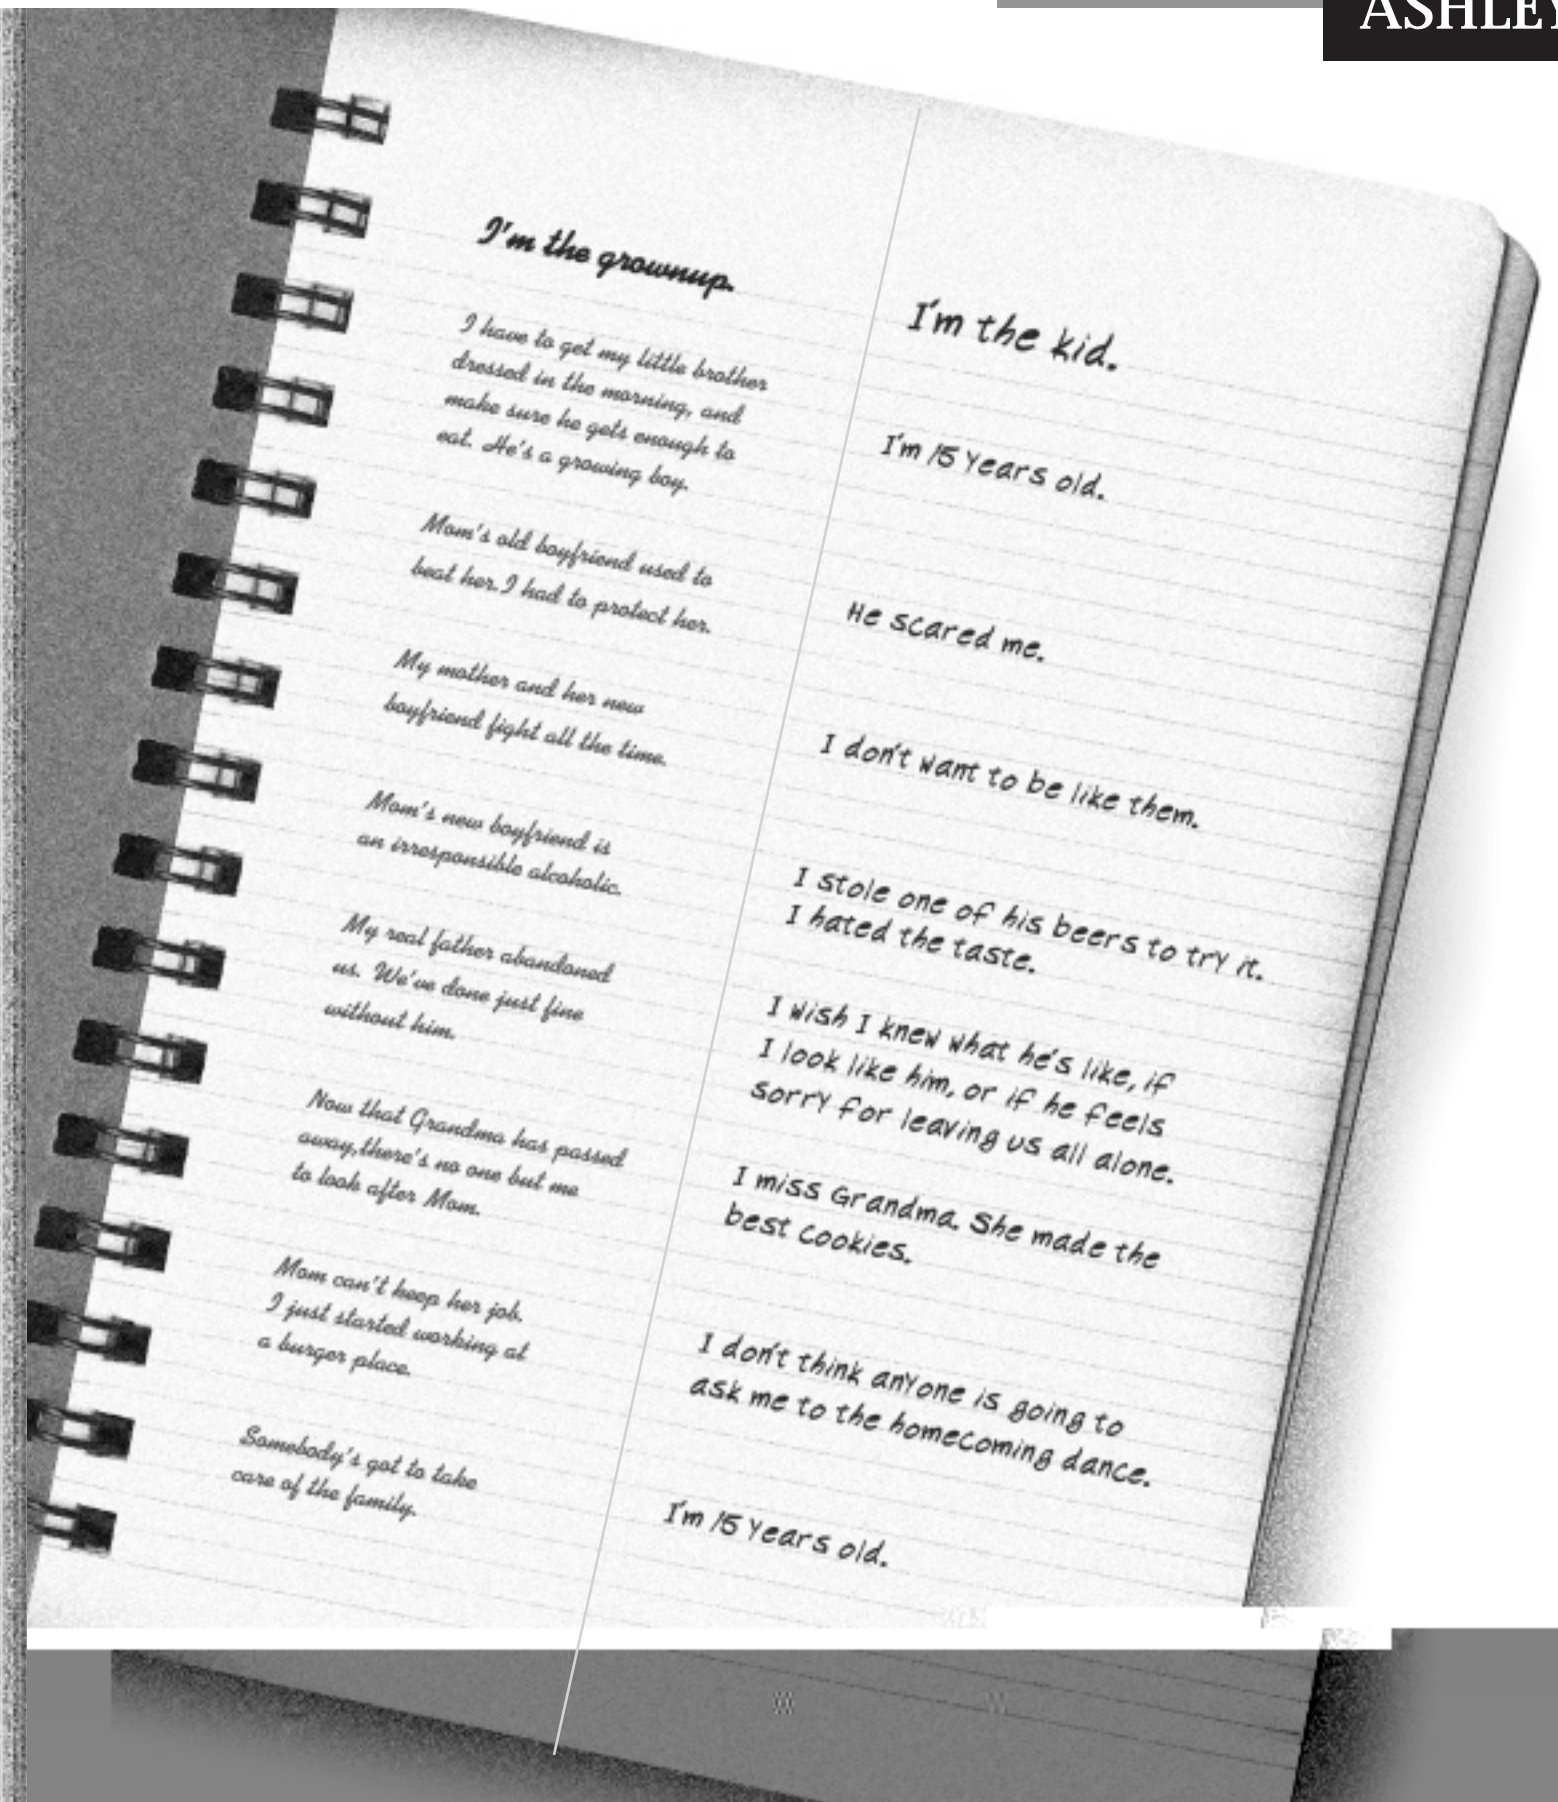 ASHLEY
I'm the grownup.
I have to get my little brother
dressed in the morning, and
make sure he gets enough to
eat. He's a growing boy.
Mom's old boyfriend used to
beat her.I had to protect her.
My mother and her new
boyfriend fight all the time.
Mom's new boyfriend is
an irresponsible alcoholic.
My real father abandoned
us. We've done just fine
without him.
Now that Grandma has passed
away,there's no one but me
to look after Mom.
Mom can't keep her job.
I just started working at
a burger place.
Somebody's got to take
care of the family.
I'm the kid.
I'm 15 Years old.
He scared me.
I don't want to be like them.
I stole one of his beers to try it.
I hated the taste.
I wish I knew what he's like, if
I look like him, or if he feels
sorry for leaving us all alone.
I miss Grandma. She made the
best cookies.
I don't think anyone is going to
ask me to the homecoming dance.
I'm 15 Years old.